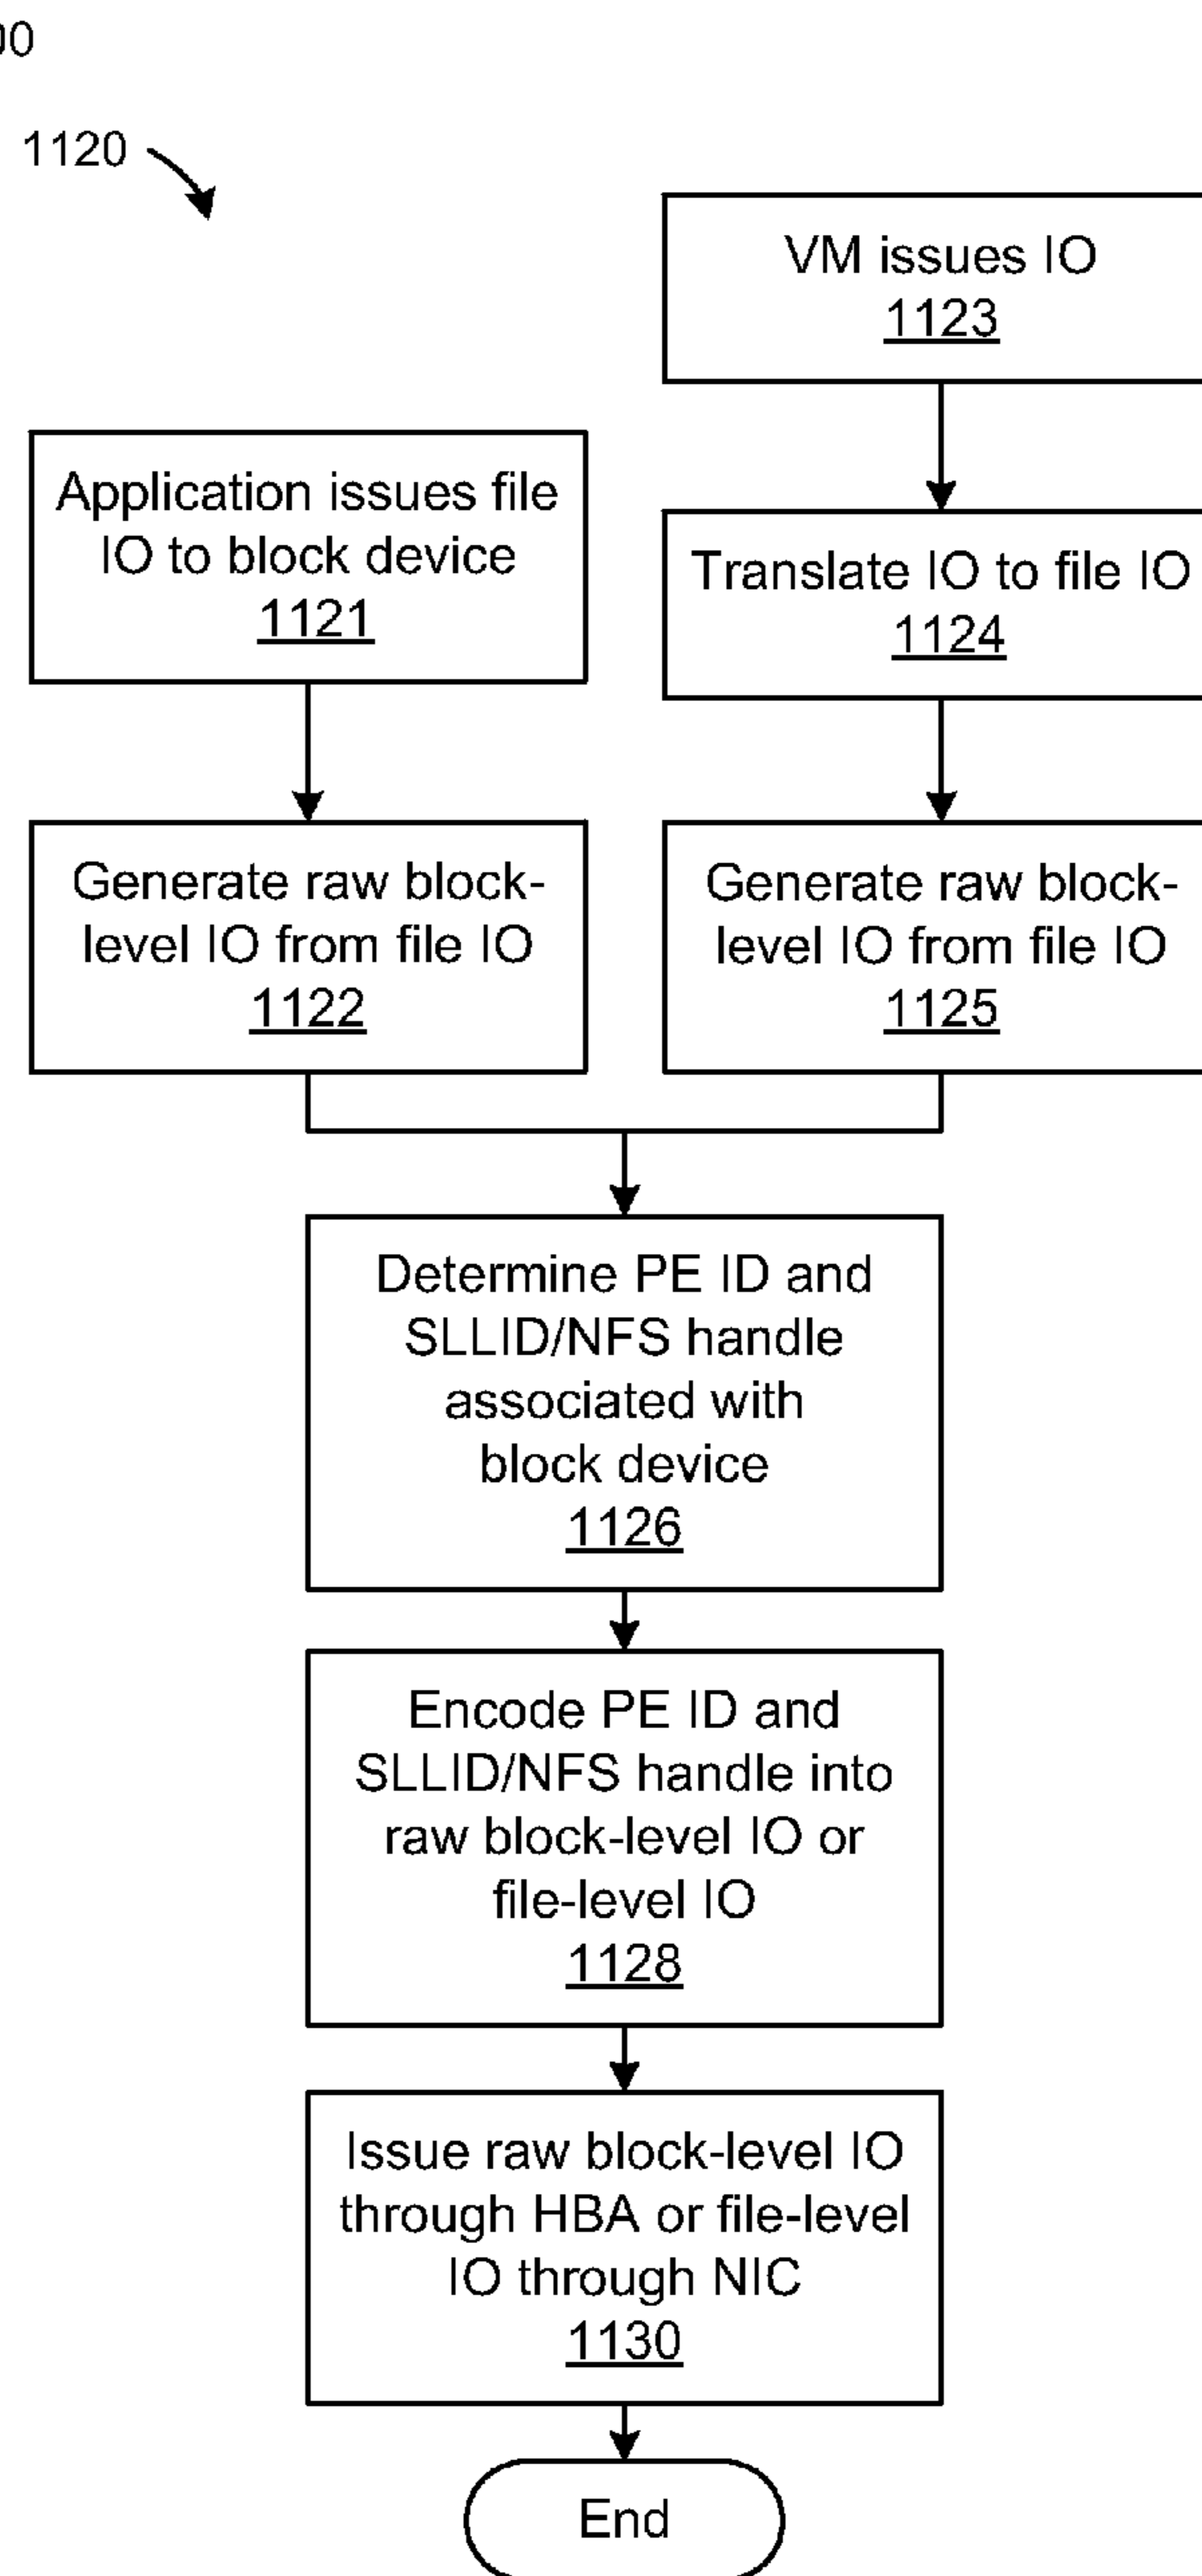 1120
VM issues IO
1123
Application issues file
IO to block device
1121
Translate IO to file IO
1124
Generate raw block-
level IO from file IO
1122
Generate raw block-
level IO from file IO
1125
Determine PE ID and
SLLID/NFS handle
associated with
block device
1126
Encode PE ID and
SLLID/NFS handle into
raw block-level IO or
file-level IO
1128
Issue raw block-level IO
through HBA or file-level
IO through NIC
1130
End